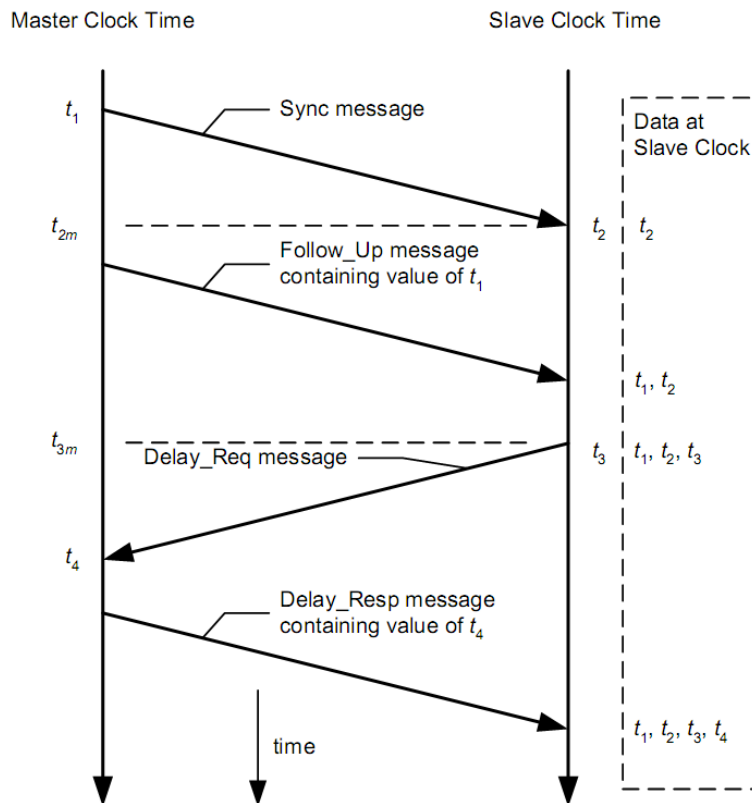 Master Clock Time
Slave Clock Time
t1
Sync message
Data at
Slave Clock
t2m
t2
t2
Follow_Up message
containing value of t1
t1, t2
t3m
t3
t1, t2, t3
Delay_Req message
t4
Delay_Resp message
containing value of t4
t1, t2, t3, t4
time